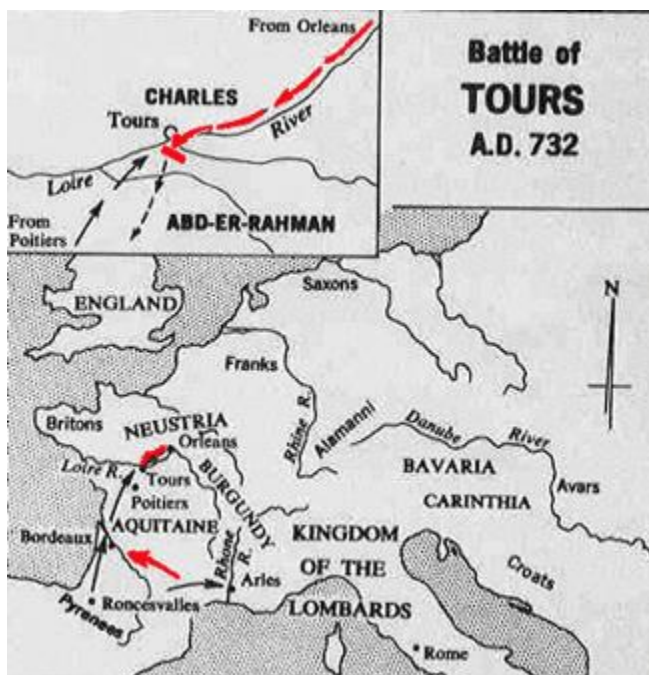 From Orleans
CHARLES
Tours
River
Loire
From
Poitiers
ABD-ER-RAHMAN
Battle of
TOURS
A.D. 732
N
ENGLAND
Saxons
Franks
Rhine R.
Alamanni
Danube River
Britons
NEUSTRIA
Orleans
Loire R.
Tours
Poitiers
BURGUNDY
BAVARIA
CARINTHIA
Avars
Bordeaux
AQUITAINE
KINGDOM
OF THE
LOMBARDS
Rhone
R.
Croats
Arles
Pyrenees
Roncesvalles
Rome